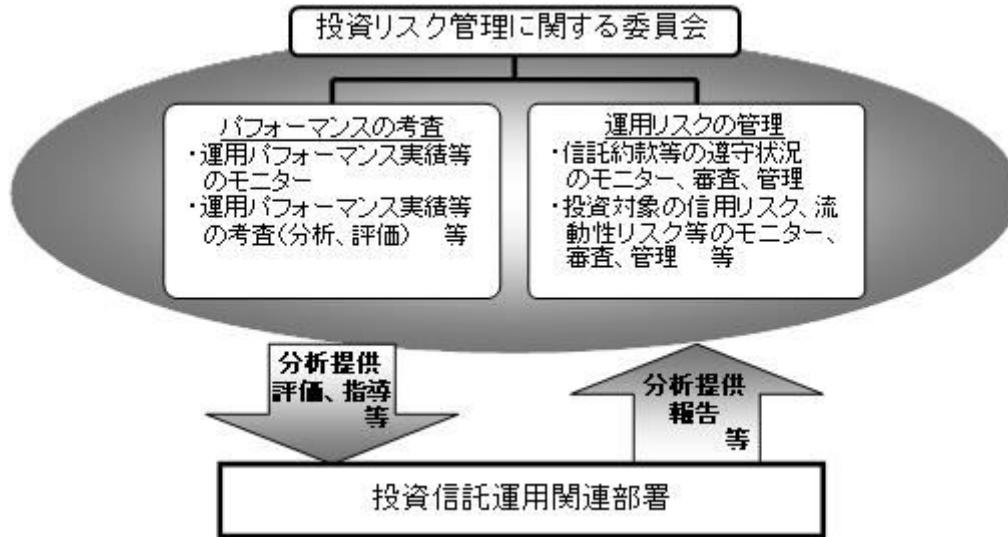 投資リスク管理に関する委員会
パフォーマンスの考査
・運用パフォーマンス実績等
のモニター
・運用パフォーマンス実績等
の考査(分析、評価)　等
運用リスクの管理
・信託約款等の遵守状況
のモニター、審査、管理
・投資対象の信用リスク、流
動性リスク等のモニター、
審査、管理　等
分析提供
評価、指導
等
分析提供
報告
等
投資信託運用関連部署